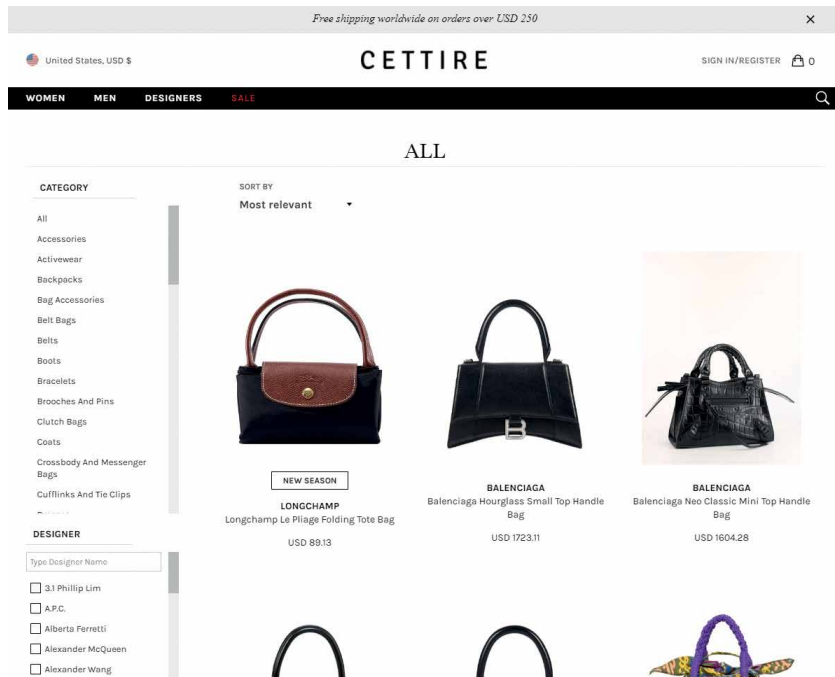 Free shipping worldwide on orders over USD 250
United States, USD $
CETTIRE
SIGN IN/REGISTER
0
WOMEN
MEN
DESIGNERS
SALE
ALL
CATEGORY
All
Accessories
Activewear
Backpacks
Bag Accessories
Belt Bags
Belts
Boots
Bracelets
Brooches And Pins
Clutch Bags
Coats
Crossbody And Messenger
Bags
Cufflinks And Tie Clips
DESIGNER
Type Designer Name
3.1 Phillip Lim
A.P.C.
Alberta Ferretti
Alexander McQueen
Alexander Wang
SORT BY
Most relevant
NEW SEASON
LONGCHAMP
Longchamp Le Pliage Folding Tote Bag
USD 89.13
B
BALENCIAGA
Balenciaga Hourglass Small Top Handle
Bag
USD 1723.11
BALENCIAGA
Balenciaga Neo Classic Mini Top Handle
Bag
USD 1604.28